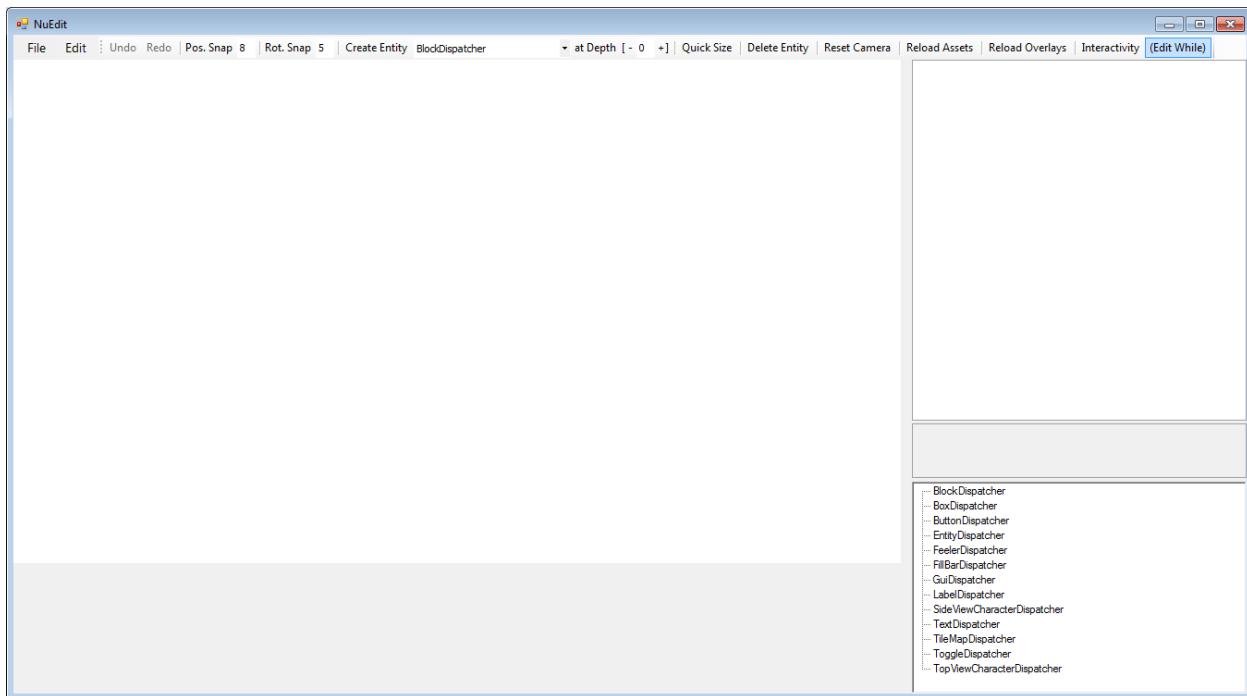 NuEdit
File Edit Undo Redo Pos. Snap 8 Rot. Snap 5 Create Entity BlockDispatcher at Depth [ - 0 +] Quick Size Delete Entity Reset Camera Reload Assets Reload Overlays Interactivity (Edit While)
BlockDispatcher
BoxDispatcher
ButtonDispatcher
EntityDispatcher
FeelerDispatcher
FillBarDispatcher
GuiDispatcher
LabelDispatcher
SideViewCharacterDispatcher
TextDispatcher
TileMapDispatcher
ToggleDispatcher
TopViewCharacterDispatcher